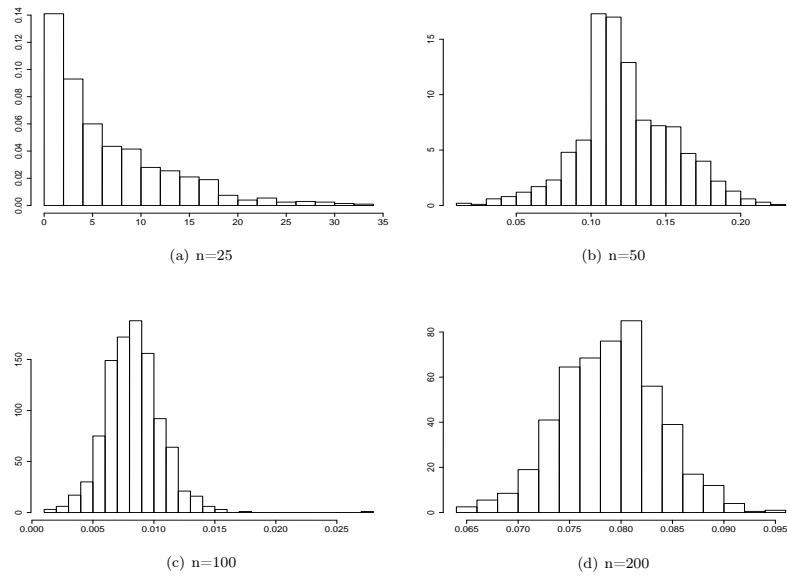 0.00 0.02 0.04 0.06 0.08 0.10 0.12 0.14
0 5 10 15 20 25 30 35
(a) n=25
0 5 10 15
0.05 0.10 0.15 0.20
(b) n=50
0 50 100 150
0.000 0.005 0.010 0.015 0.020 0.025
(c) n=100
0 20 40 60 80
0.065 0.070 0.075 0.080 0.085 0.090 0.095
(d) n=200